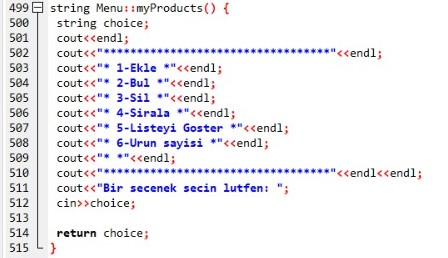 499 string Menu::myProducts() {
500 string choice;
501 cout<<endl;
502 cout<<"***********************************"<<endl;
503 cout<<"* 1-Ekle *"<<endl;
504 cout<<"* 2-Bul *"<<endl;
505 cout<<"* 3-Sil *"<<endl;
506 cout<<"* 4-Sirala *"<<endl;
507 cout<<"* 5-Listeyi Goster *"<<endl;
508 cout<<"* 6-Urun sayisi *"<<endl;
509 cout<<"* *"<<endl;
510 cout<<"***********************************"<<endl<<endl;
511 cout<<"Bir secenek secin lutfen: ";
512 cin>>choice;
513
514 return choice;
515 }